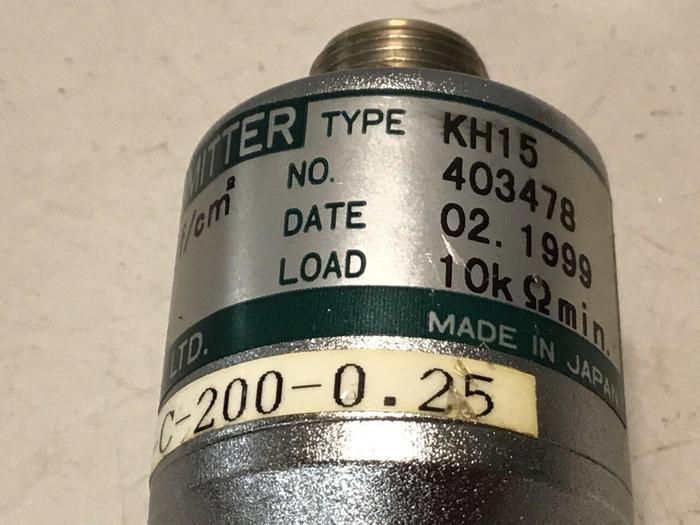 MITTER TYPE KH15
NO. 403478
f/cm² DATE 02.1999
LOAD 10kΩmin.
LTD. MADE IN JAPAN
C-200-0.25